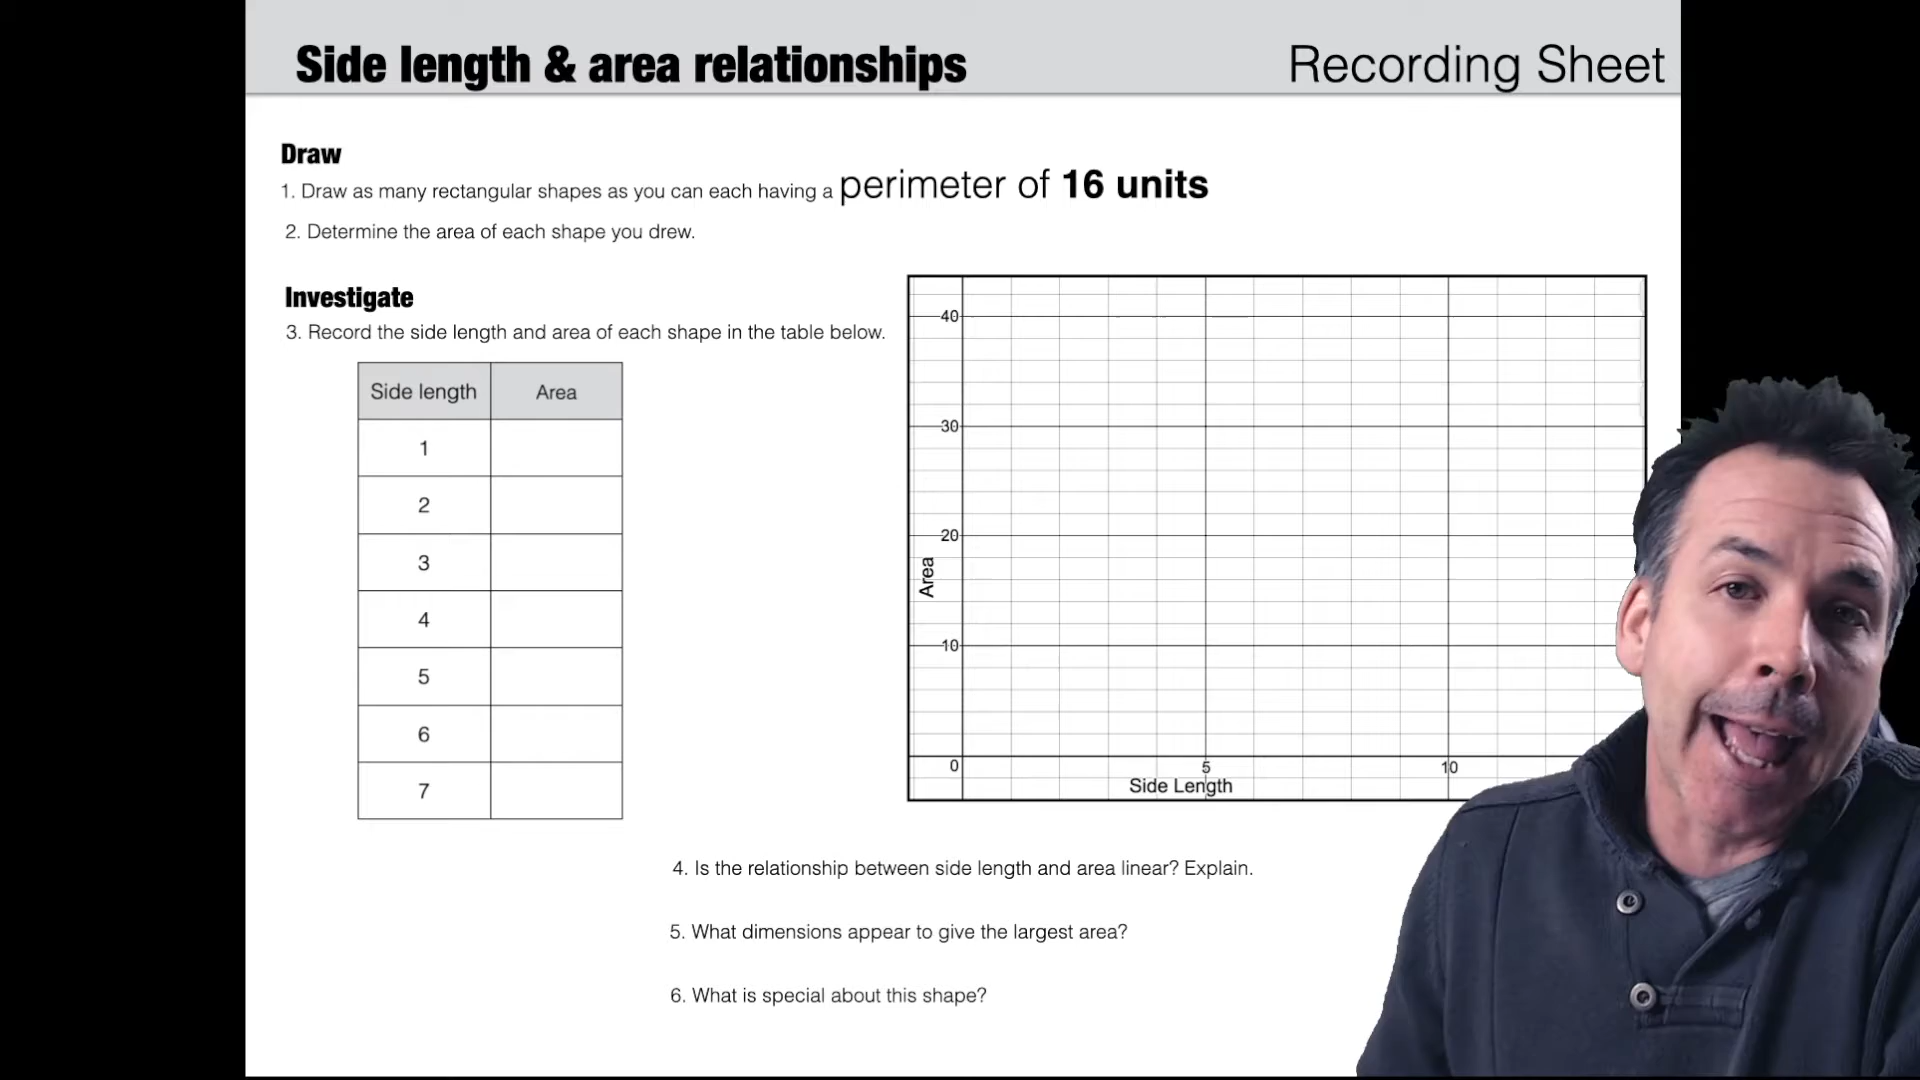 Side length & area relationships
Recording Sheet
Draw
1. Draw as many rectangular shapes as you can each having a perimeter of 16 units
2. Determine the area of each shape you drew.
Investigate
3. Record the side length and area of each shape in the table below.
Side length Area
1
2
3
4
5
6
7
40
30
20
10
0
5
10
Area
Side Length
4. Is the relationship between side length and area linear? Explain.
5. What dimensions appear to give the largest area?
6. What is special about this shape?